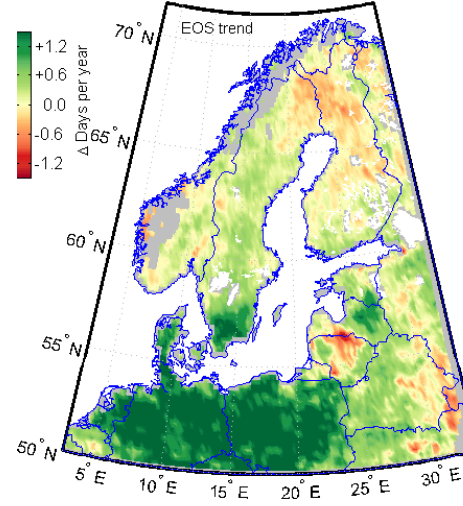 EOS trend
+1.2
+0.6
0.0
-0.6
-1.2
Δ Days per year
70°N
65°N
60°N
55°N
50°N
5°E
10°E
15°E
20°E
25°E
30°E